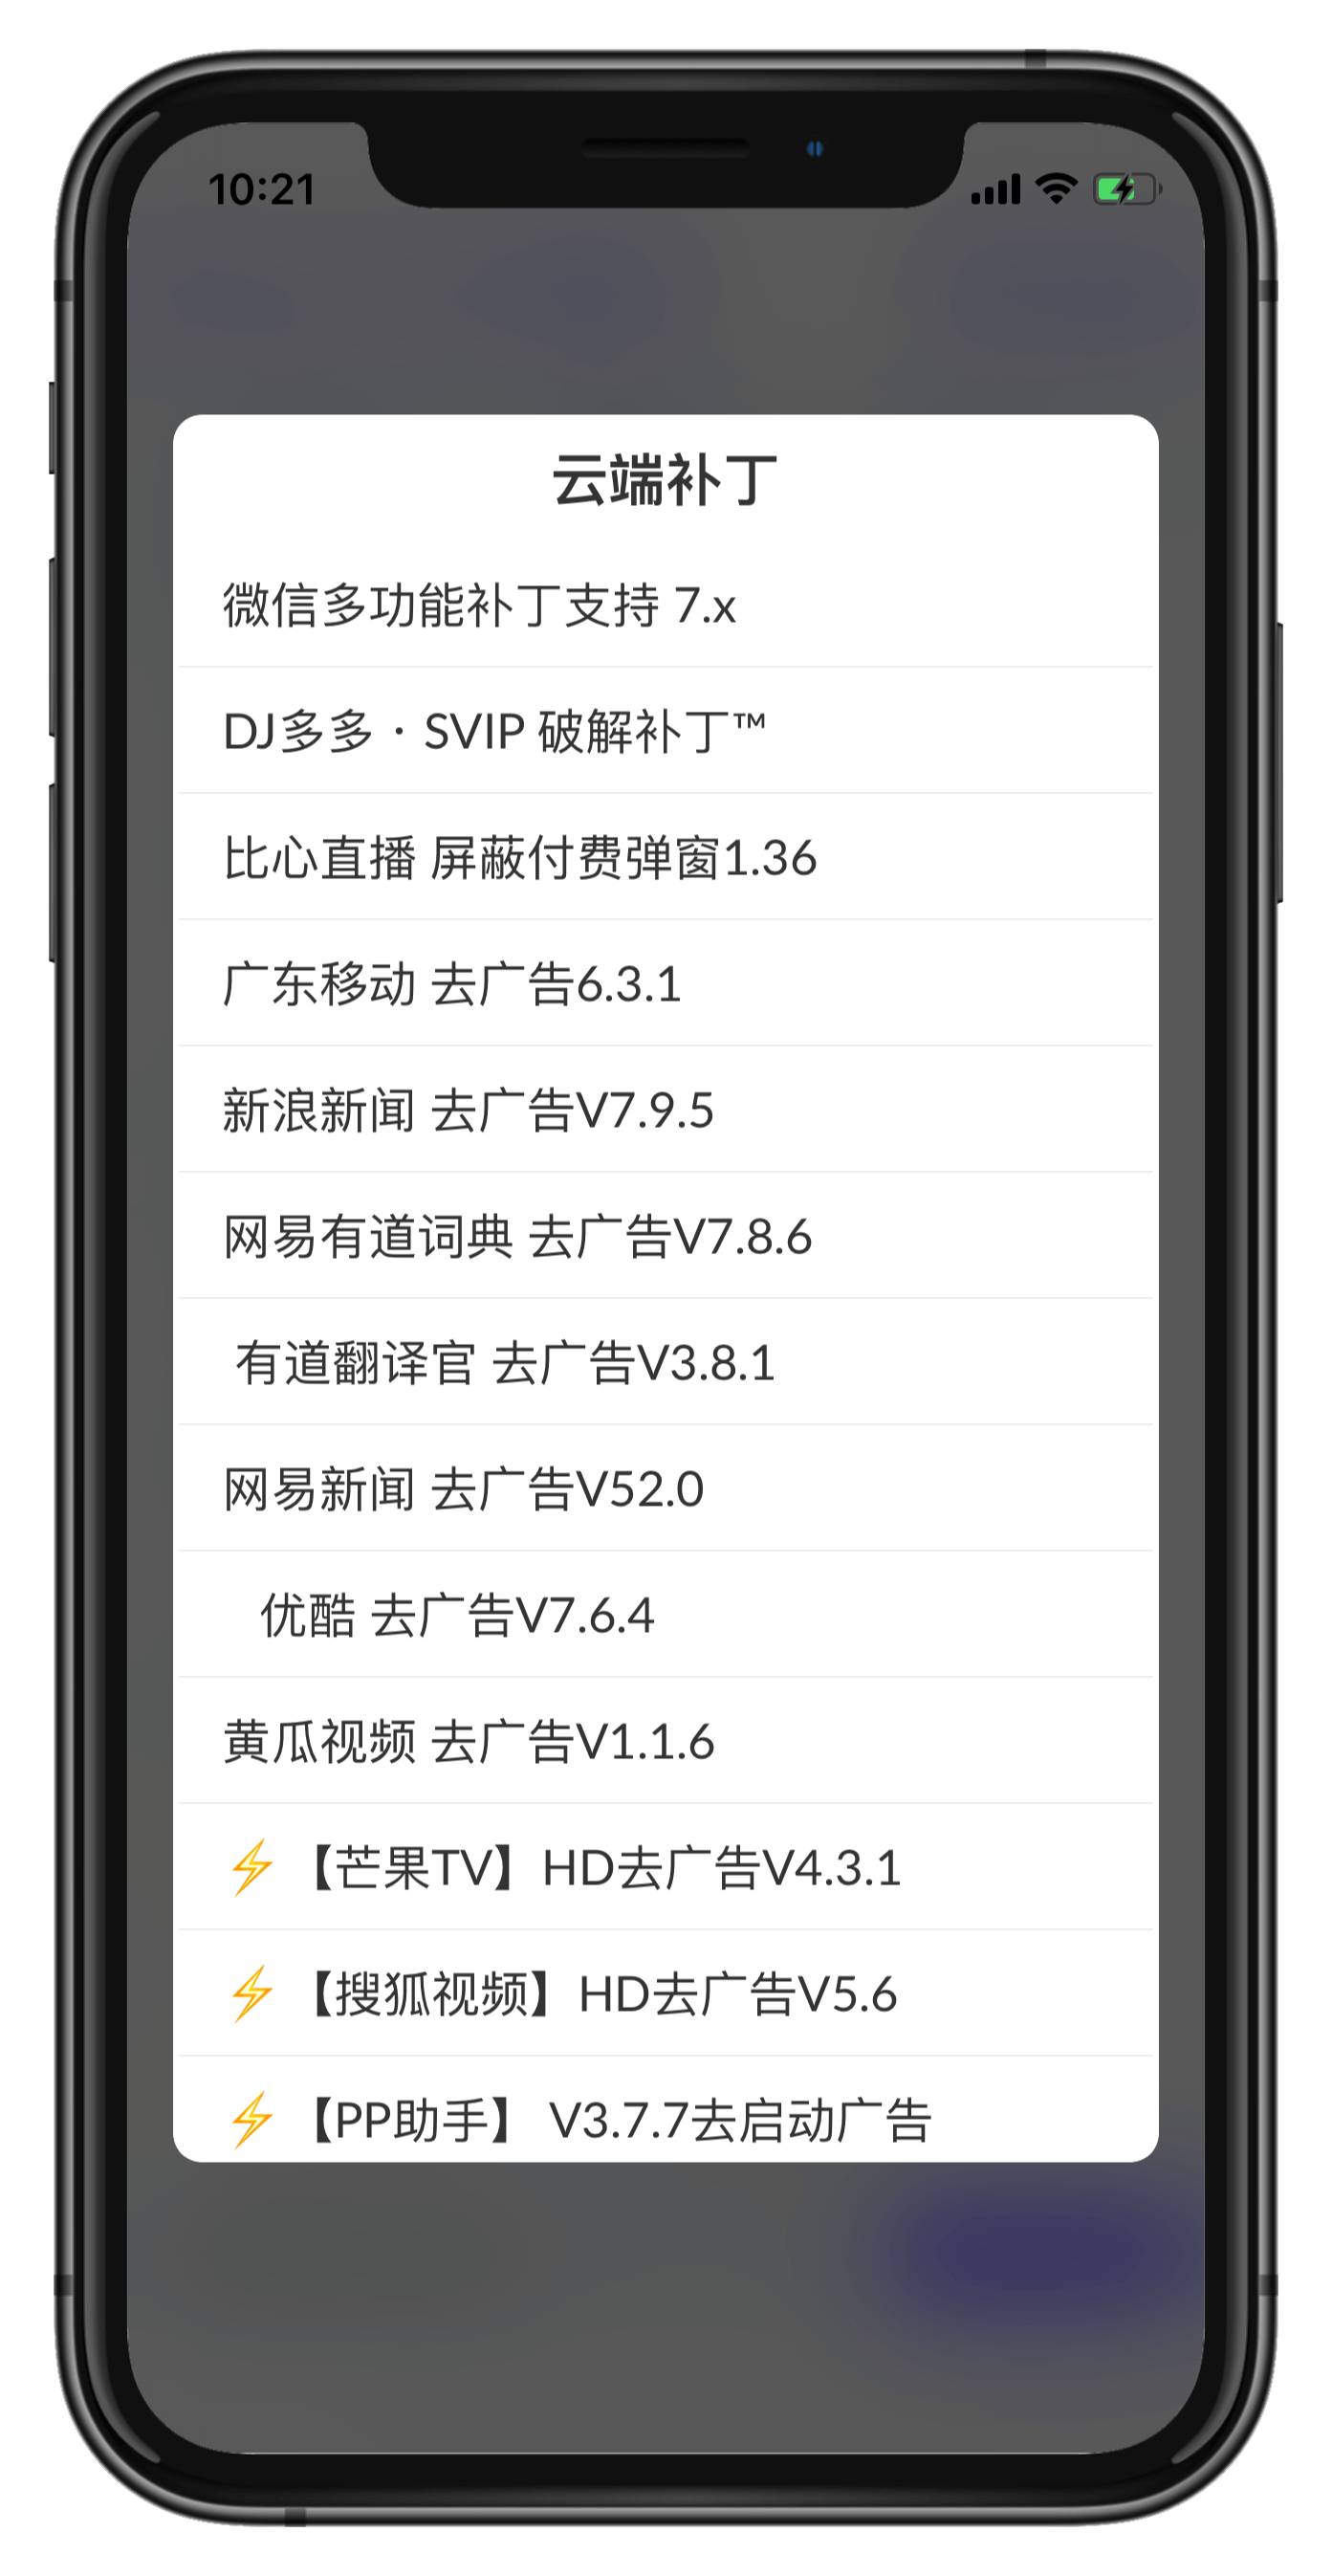 10:21
云端补丁
微信多功能补丁支持 7.x
DJ多多 · SVIP 破解补丁™
比心直播 屏蔽付费弹窗1.36
广东移动 去广告6.3.1
新浪新闻 去广告V7.9.5
网易有道词典 去广告V7.8.6
有道翻译官 去广告V3.8.1
网易新闻 去广告V52.0
优酷 去广告V7.6.4
黄瓜视频 去广告V1.1.6
⚡【芒果TV】HD去广告V4.3.1
⚡【搜狐视频】HD去广告V5.6
⚡【PP助手】 V3.7.7去启动广告